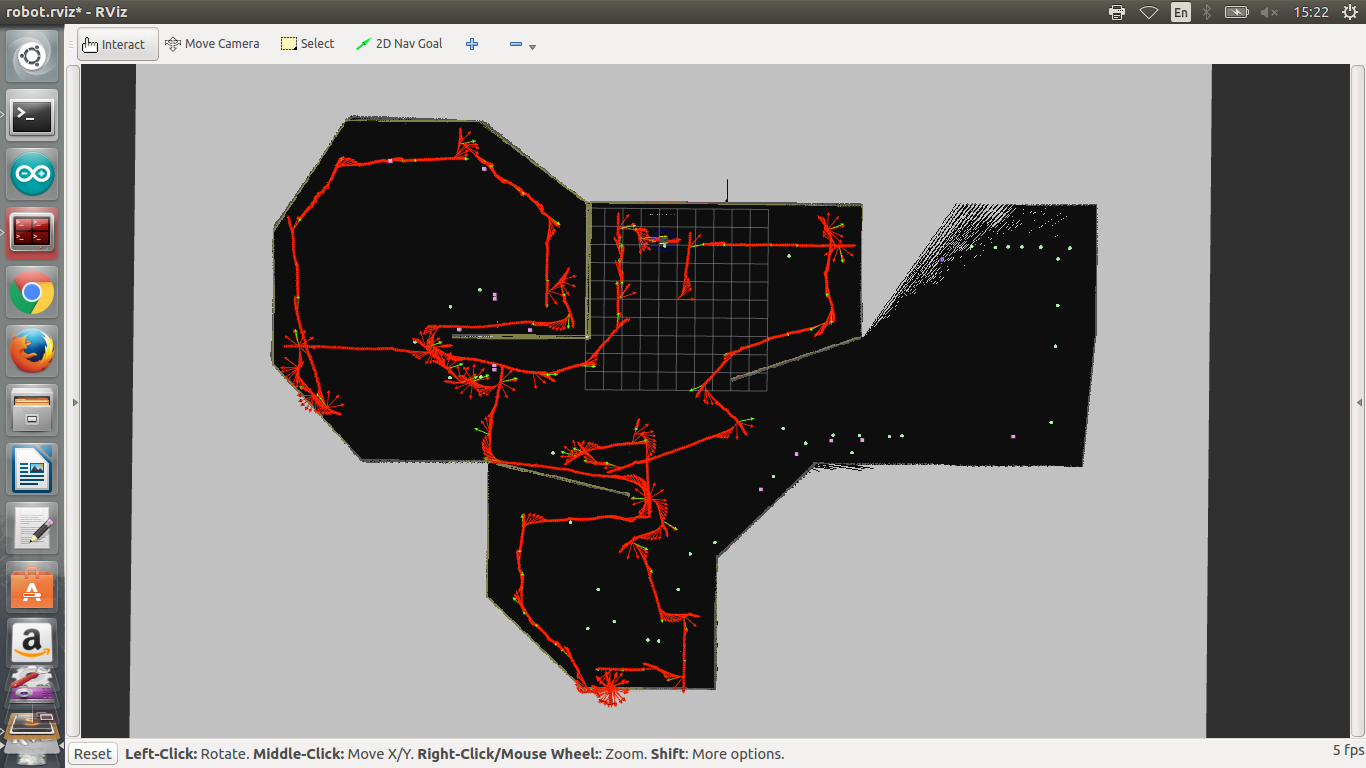 robot.rviz* - RViz
En
15:22
Interact
Move Camera
Select
2D Nav Goal
>_
a
Reset
Left-Click: Rotate. Middle-Click: Move X/Y. Right-Click/Mouse Wheel:: Zoom. Shift: More options.
5 fps